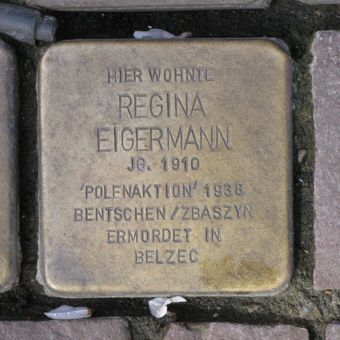 HIER WOHNTE
REGINA
EIGERMANN
JG. 1910
'POLENAKTION' 1938
BENTSCHEN/ZBASZYN
ERMORDET IN
BELZEC